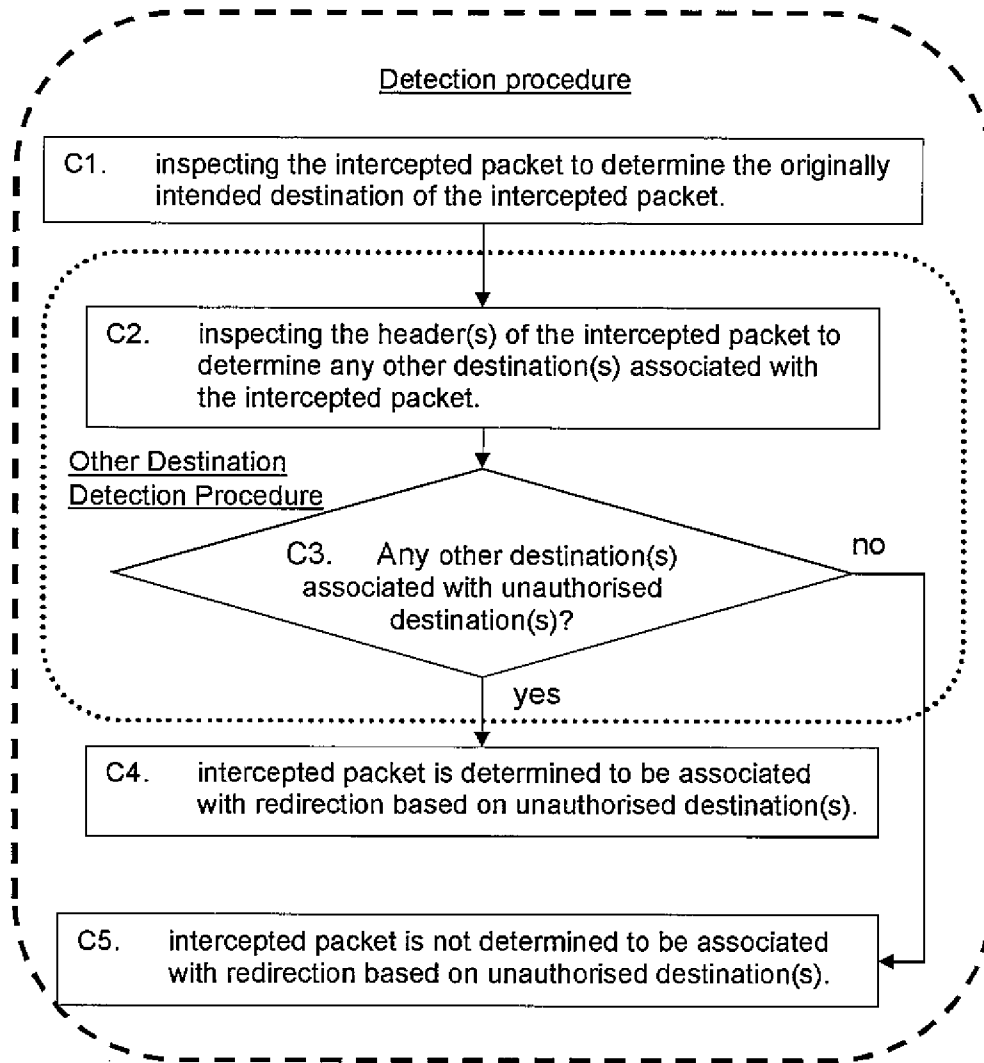 Detection procedure
C1. inspecting the intercepted packet to determine the originally
intended destination of the intercepted packet.
C2. inspecting the header(s) of the intercepted packet to
determine any other destination(s) associated with
the intercepted packet.
Other Destination
Detection Procedure
C3. Any other destination(s)
associated with unauthorised
destination(s)?
no
yes
C4. intercepted packet is determined to be associated
with redirection based on unauthorised destination(s).
C5. intercepted packet is not determined to be associated
with redirection based on unauthorised destination(s).